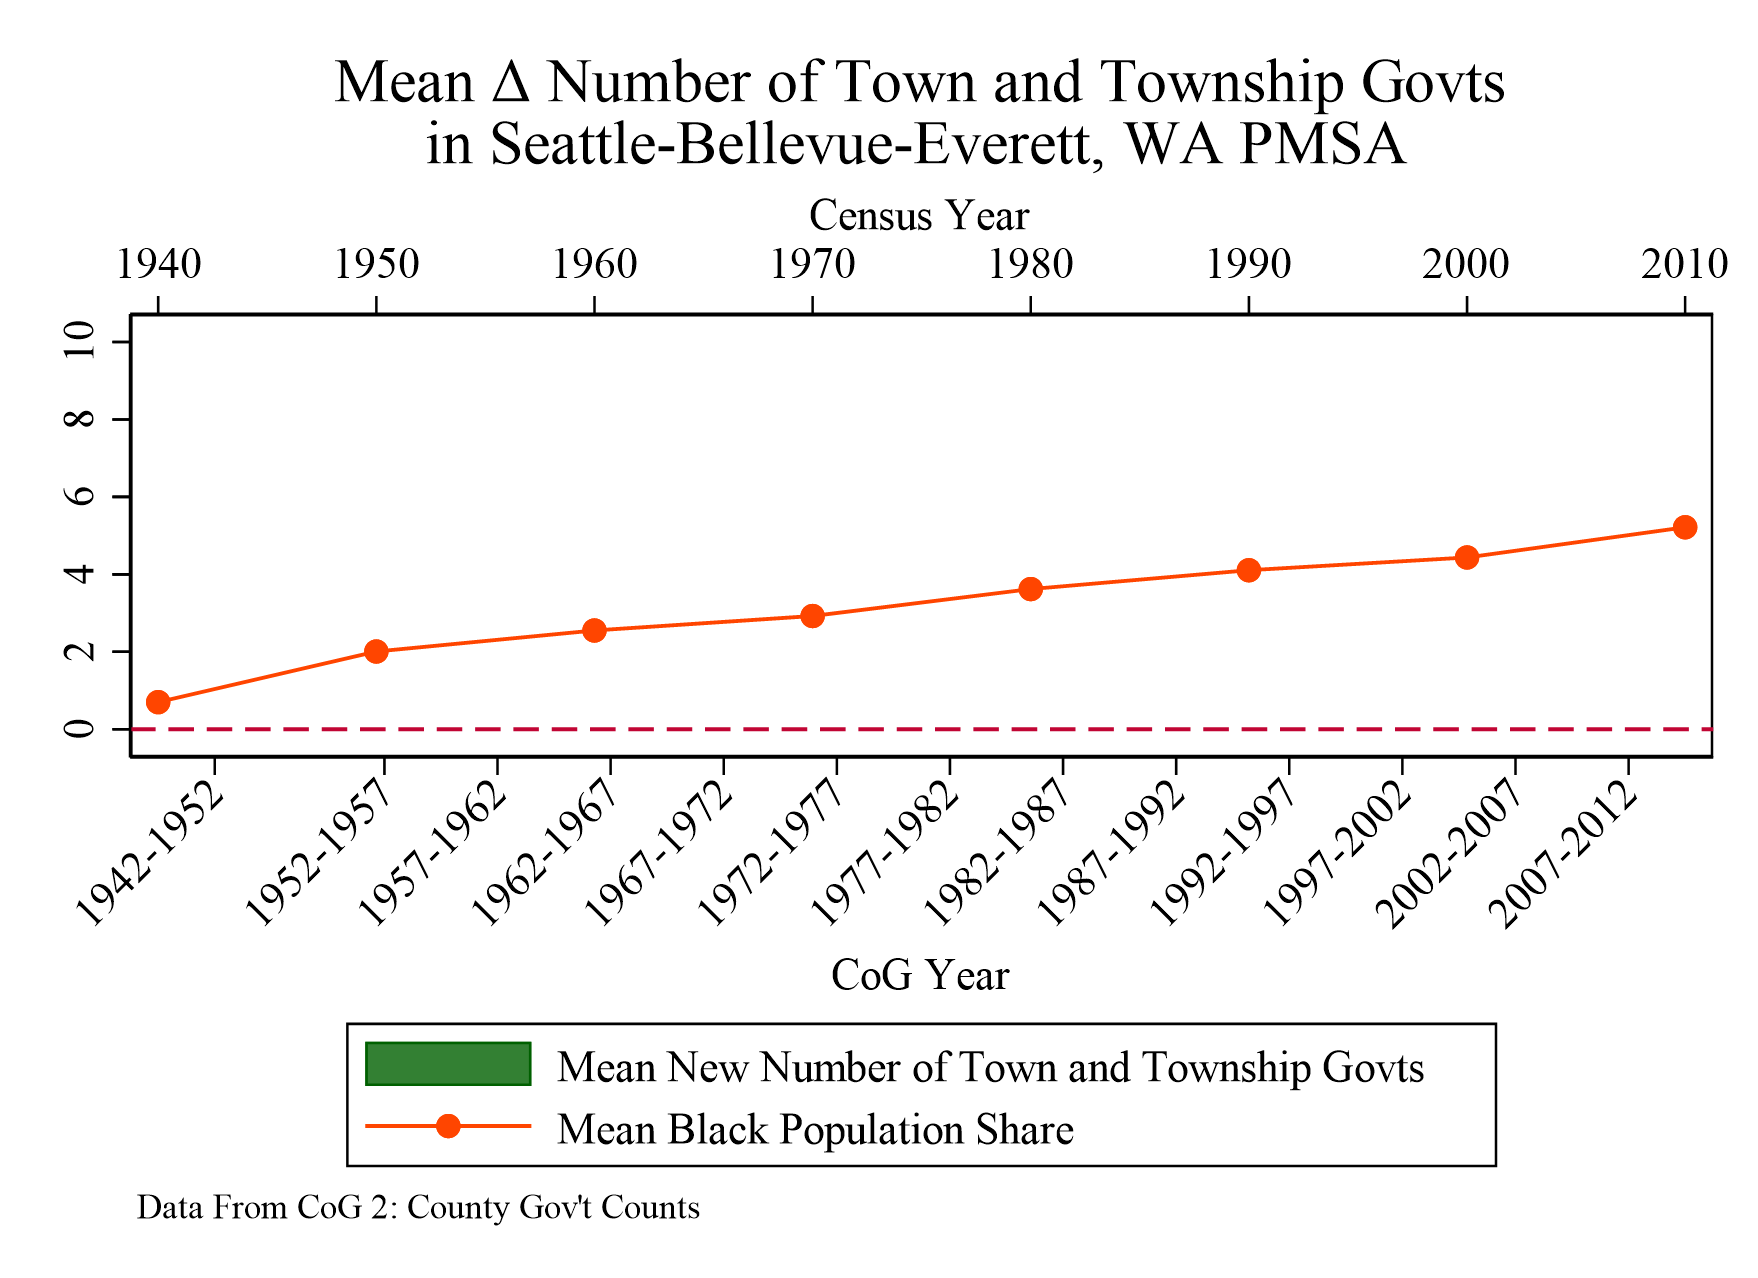 Mean Δ Number of Town and Township Govts
in Seattle-Bellevue-Everett, WA PMSA
Census Year
1940 1950 1960 1970 1980 1990 2000 2010
10
8
6
4
2
0
1942-1952 1952-1957 1957-1962 1962-1967 1967-1972 1972-1977 1977-1982 1982-1987 1987-1992 1992-1997 1997-2002 2002-2007 2007-2012
CoG Year
Mean New Number of Town and Township Govts
Mean Black Population Share
Data From CoG 2: County Gov't Counts